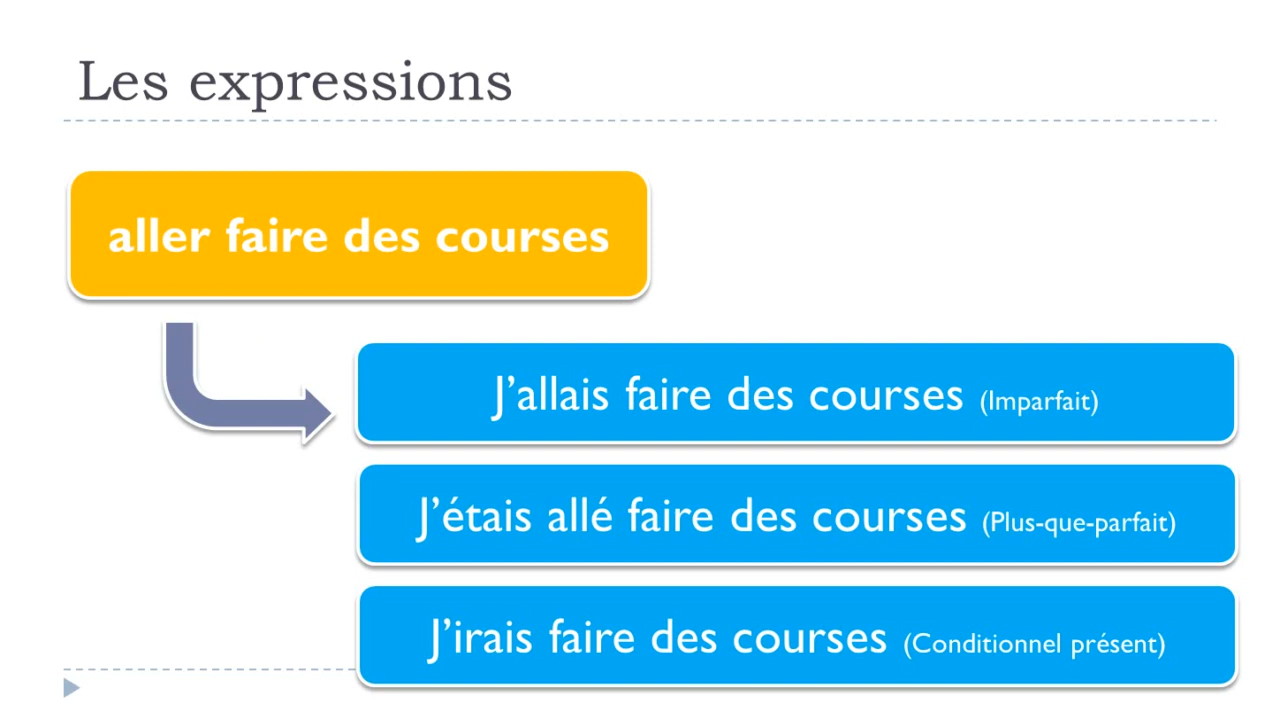 Les expressions
aller faire des courses
J’allais faire des courses (Imparfait)
J’étais allé faire des courses (Plus-que-parfait)
J’irais faire des courses (Conditionnel présent)